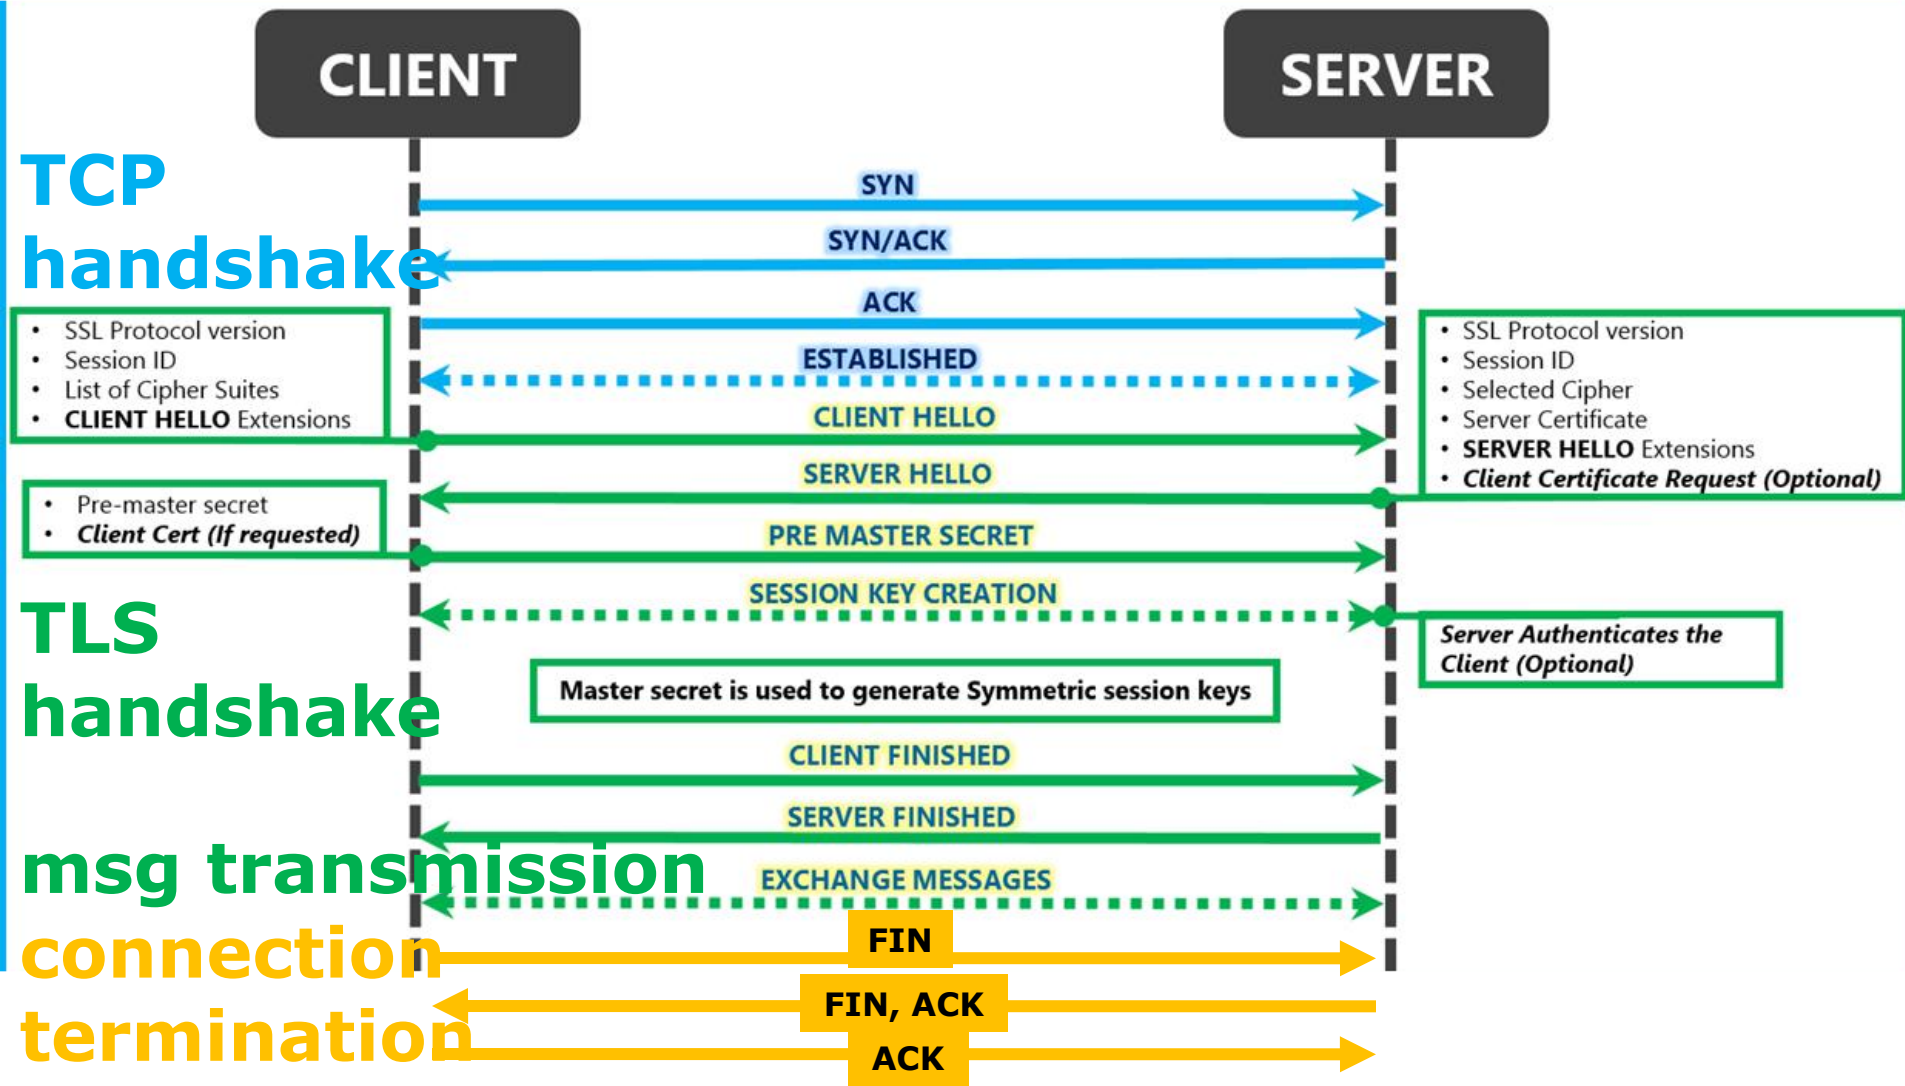 CLIENT
SERVER
TCP
handshake
SYN
SYN/ACK
ACK
ESTABLISHED
• SSL Protocol version
• Session ID
• List of Cipher Suites
• CLIENT HELLO Extensions
• SSL Protocol version
• Session ID
• Selected Cipher
• Server Certificate
• SERVER HELLO Extensions
• Client Certificate Request (Optional)
CLIENT HELLO
SERVER HELLO
• Pre-master secret
• Client Cert (If requested)
PRE MASTER SECRET
SESSION KEY CREATION
TLS
handshake
Server Authenticates the
Client (Optional)
Master secret is used to generate Symmetric session keys
CLIENT FINISHED
SERVER FINISHED
msg transmission
EXCHANGE MESSAGES
connection
termination
FIN
FIN, ACK
ACK